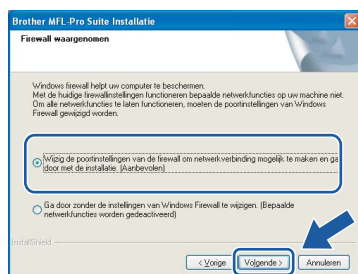 Brother MFL-Pro Suite Installatie
Firewall waargenomen
Windows firewall helpt uw computer te beschermen.
Met de huidige firewallinstellingen functioneren bepaalde netwerkfuncties op uw machine niet.
Om alle netwerkfuncties te laten functioneren, moeten de poortinstellingen van Windows
Firewall gewijzigd worden.
Wijzig de poortinstellingen van de firewall om netwerkverbinding mogelijk te maken en ga
door met de installatie. (Aanbevolen)
Ga door zonder de instellingen van Windows Firewall te wijzigen. (Bepaalde
netwerkfuncties worden gedeactiveerd)
InstallShield
< Vorige
Volgende >
Annuleren